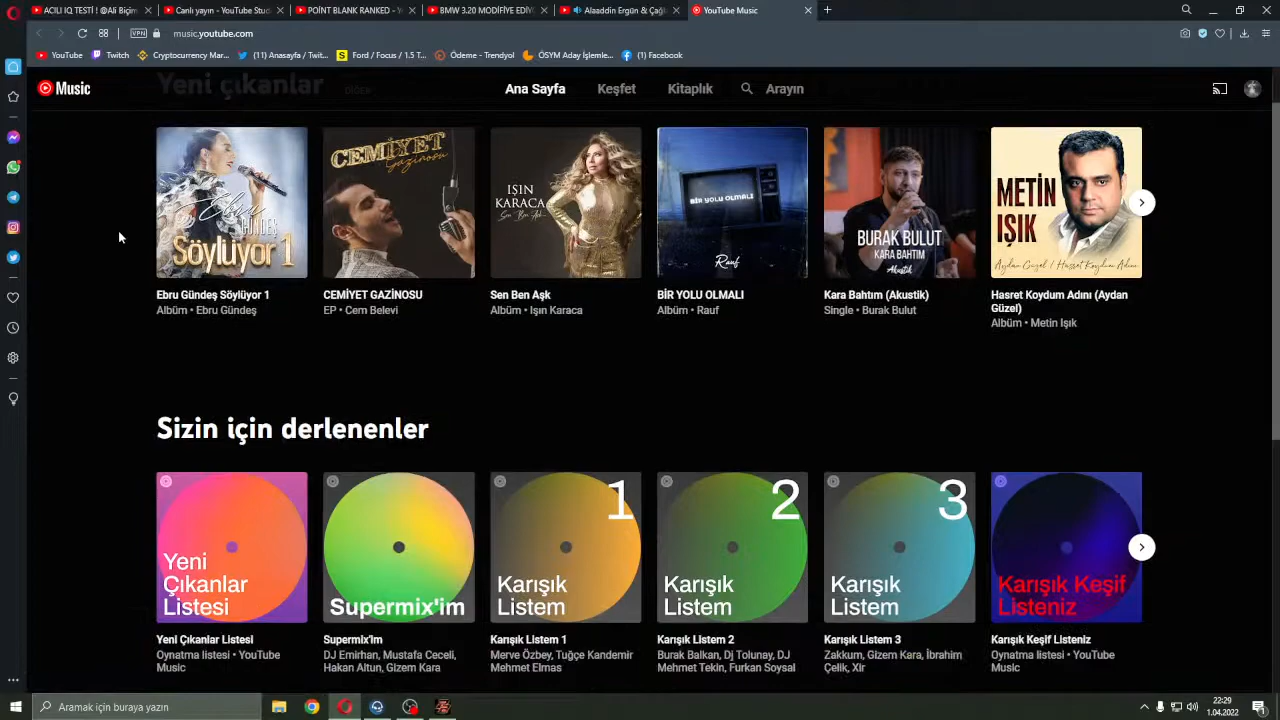 AÇILI IQ TESTİ ! @Ali Biçim
Canlı yayın - YouTube Stu
POİNT BLANK RANKED - Y
BMW 3.20 MODİFİYE EDİY
Alaaddin Ergün & Çağl
YouTube Music
VPN
music.youtube.com
YouTube
Twitch
Cryptocurrency Mar...
(11) Anasayfa / Twit...
Ford / Focus / 1.5 T...
Ödeme - Trendyol
ÖSYM Aday İşlemle...
(1) Facebook
Music
Ana Sayfa
Keşfet
Kitaplık
Arayın
Yeni çıkanlar
DİĞER
Ebru
GÜNDEŞ
Söylüyor 1
CEMİYET
gazinosu
IŞIN
KARACA
Sen Ben Aşk
BİR YOLU OLMALI
Rauf
BURAK BULUT
KARA BAHTIM
Akustik
METİN
IŞIK
Aydan Güzel / Hasret Koydum Adını
Ebru Gündeş Söylüyor 1
Albüm • Ebru Gündeş
CEMİYET GAZİNOSU
EP • Cem Belevi
Sen Ben Aşk
Albüm • Işın Karaca
BİR YOLU OLMALI
Albüm • Rauf
Kara Bahtım (Akustik)
Single • Burak Bulut
Hasret Koydum Adını (Aydan
Güzel)
Albüm • Metin Işık
Sizin için derlenenler
Yeni
Çıkanlar
Listesi
Supermix'im
1
Karışık
Listem
2
Karışık
Listem
3
Karışık
Listem
Karışık Keşif
Listeniz
Yeni Çıkanlar Listesi
Oynatma listesi • YouTube
Music
Supermix'im
DJ Emirhan, Mustafa Ceceli,
Hakan Altun, Gizem Kara
Karışık Listem 1
Merve Özbey, Tuğçe Kandemir
Mehmet Elmas
Karışık Listem 2
Burak Balkan, Dj Tolunay, DJ
Mehmet Tekin, Furkan Soysal
Karışık Listem 3
Zakkum, Gizem Kara, İbrahim
Çelik, Xir
Karışık Keşif Listeniz
Oynatma listesi • YouTube
Music
Aramak için buraya yazın
22:29
1.04.2022